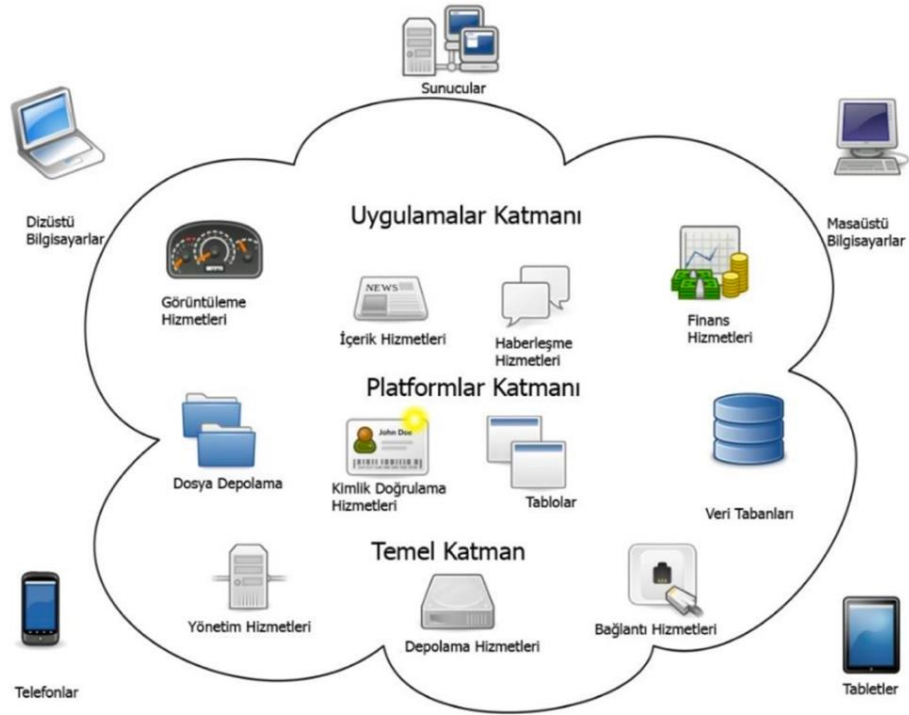 Sunucular
Dizüstü
Bilgisayarlar
Masaüstü
Bilgisayarlar
Uygulamalar Katmanı
Görüntüleme
Hizmetleri
NEWS
İçerik Hizmetleri
Haberleşme
Hizmetleri
Finans
Hizmetleri
Platformlar Katmanı
Dosya Depolama
John Doe
Kimlik Doğrulama
Hizmetleri
Tablolar
Veri Tabanları
Temel Katman
Yönetim Hizmetleri
Depolama Hizmetleri
Bağlantı Hizmetleri
Telefonlar
Tabletler